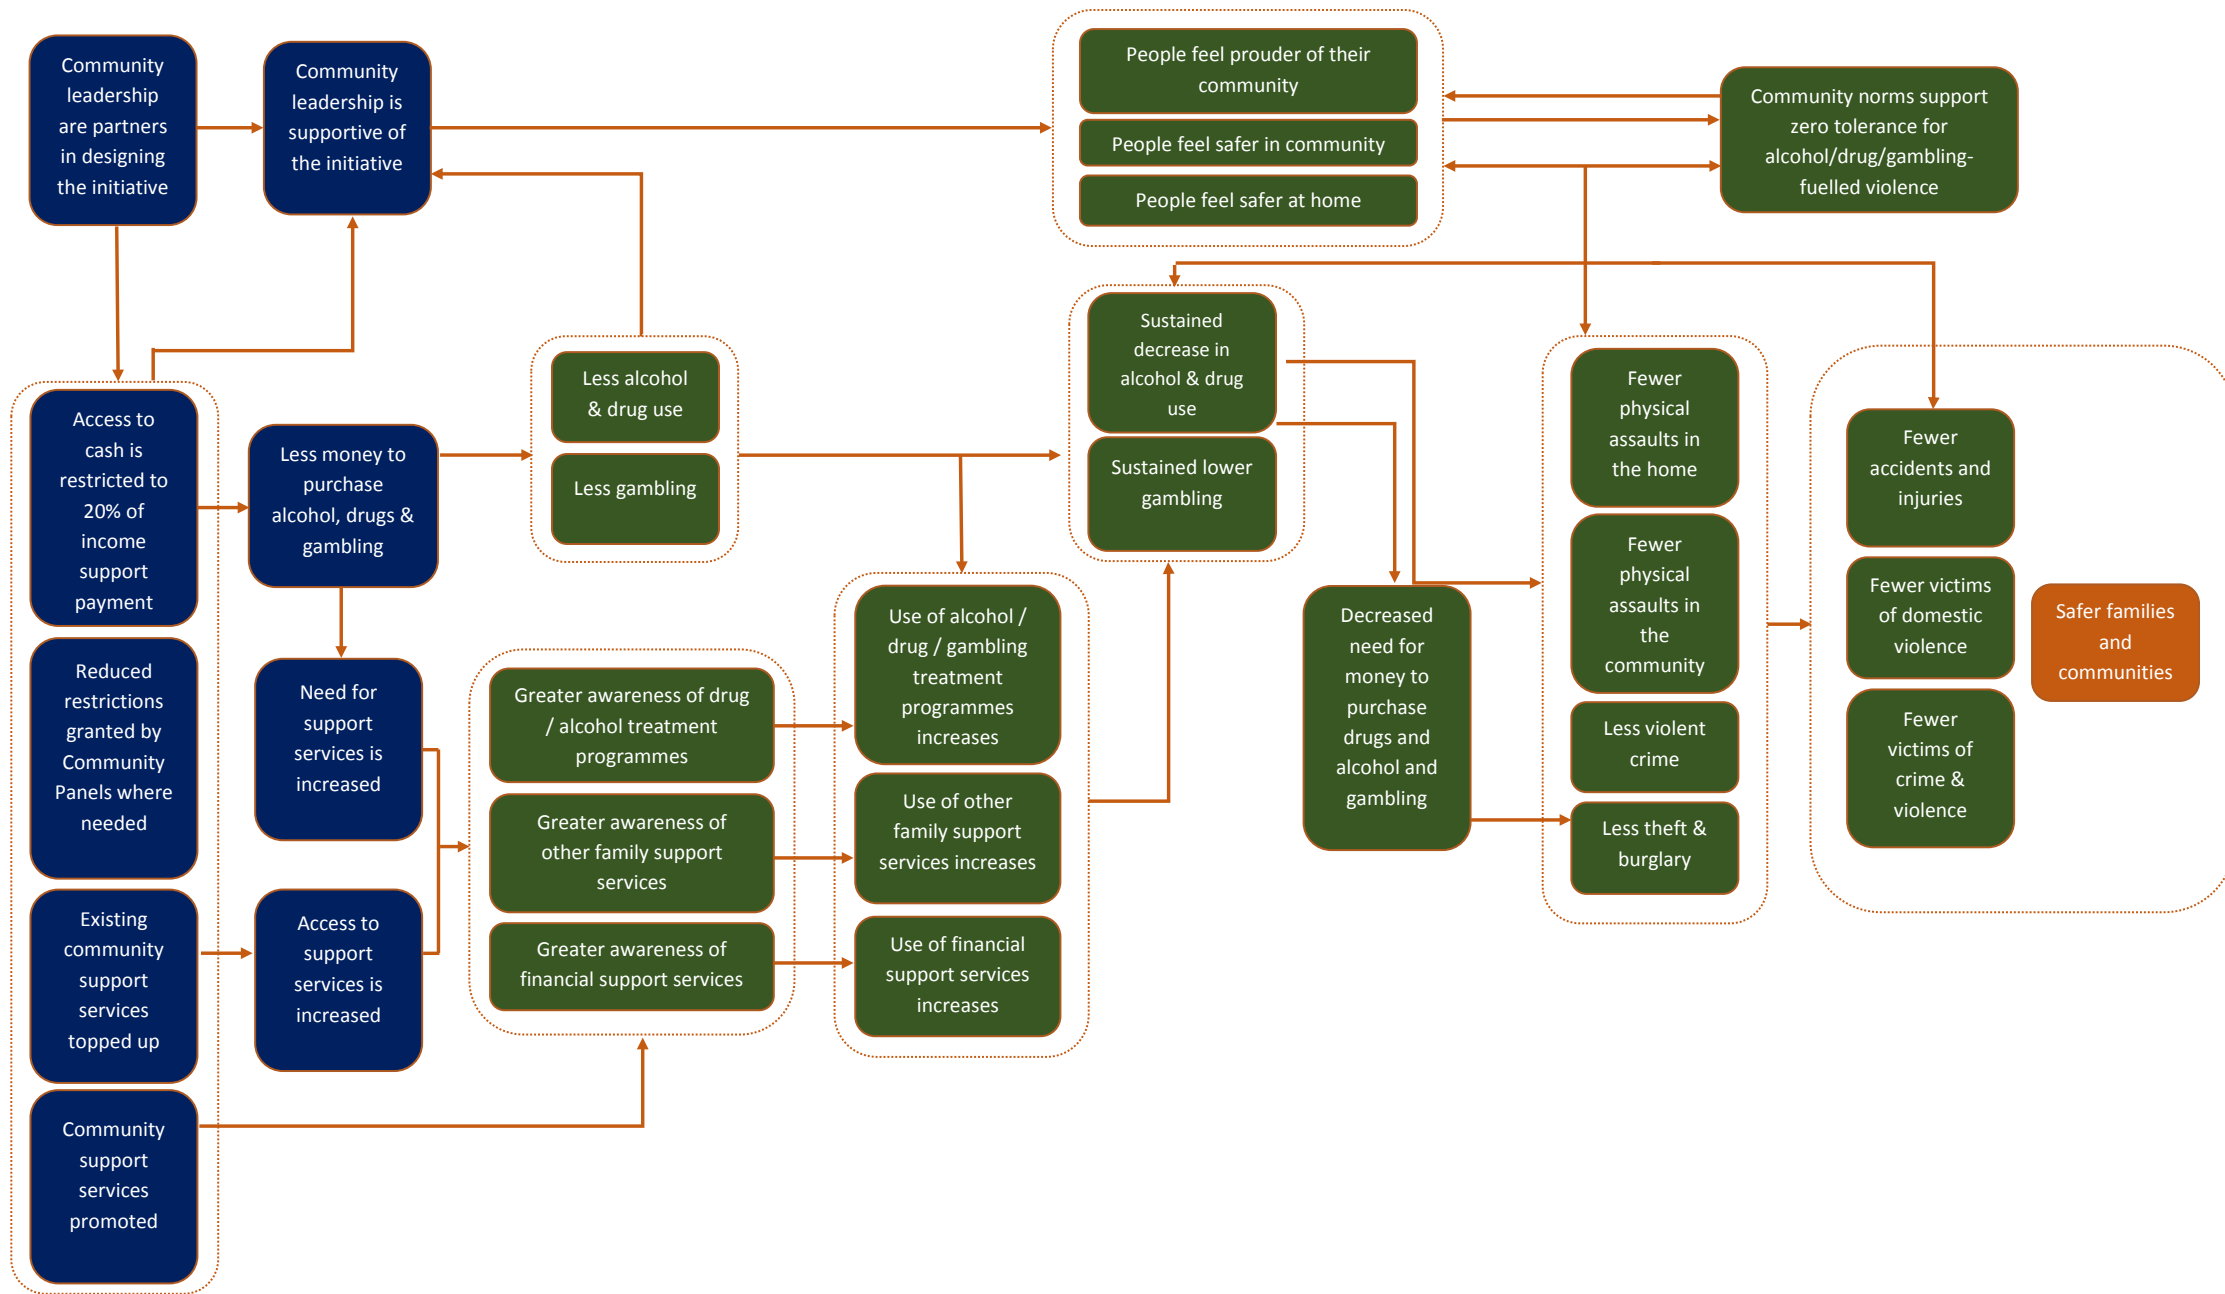 Community
leadership
are partners
in designing
the initiative
Community
leadership is
supportive of
the initiative
People feel prouder of their
community
People feel safer in community
People feel safer at home
Community norms support
zero tolerance for
alcohol/drug/gambling-
fuelled violence
Access to
cash is
restricted to
20% of
income
support
payment
Reduced
restrictions
granted by
Community
Panels where
needed
Existing
community
support
services
topped up
Community
support
services
promoted
Less money to
purchase
alcohol, drugs &
gambling
Need for
support
services is
increased
Access to
support
services is
increased
Less alcohol
& drug use
Less gambling
Greater awareness of drug
/ alcohol treatment
programmes
Greater awareness of
other family support
services
Greater awareness of
financial support services
Use of alcohol /
drug / gambling
treatment
programmes
increases
Use of other
family support
services increases
Use of financial
support services
increases
Sustained
decrease in
alcohol & drug
use
Sustained lower
gambling
Decreased
need for
money to
purchase
drugs and
alcohol and
gambling
Fewer
physical
assaults in
the home
Fewer
physical
assaults in
the
community
Less violent
crime
Less theft &
burglary
Fewer
accidents and
injuries
Fewer victims
of domestic
violence
Fewer
victims of
crime &
violence
Safer families
and
communities